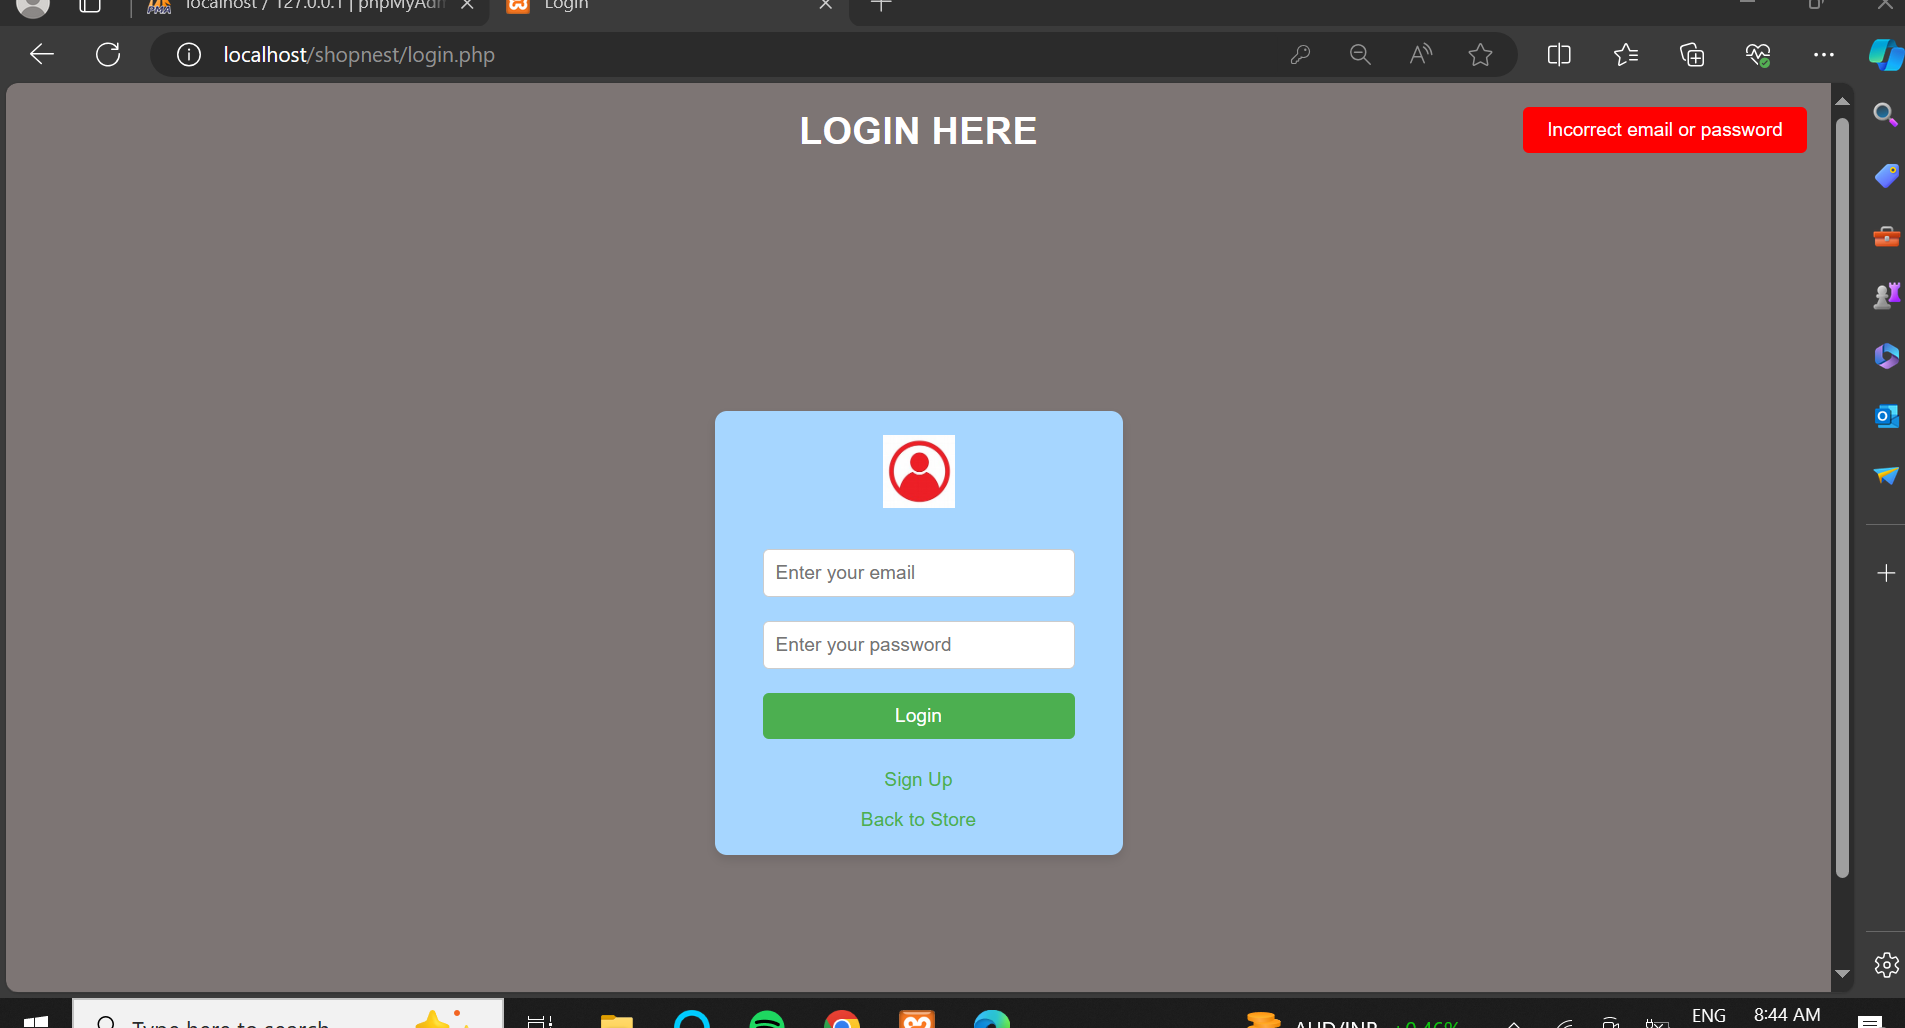 localhost / 127.0.0.1 | phpMyAdm
Login
localhost/shopnest/login.php
LOGIN HERE
Incorrect email or password
Enter your email
Enter your password
Login
Sign Up
Back to Store
Type here to search
AUD/INR +0.46%
ENG
8:44 AM